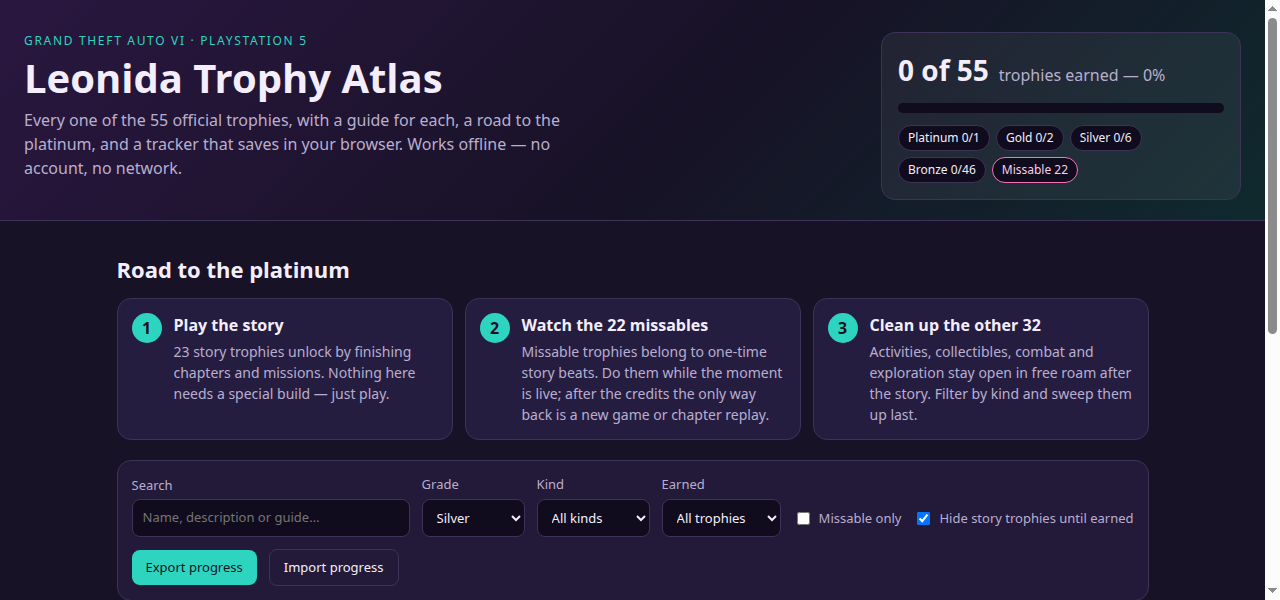 GRAND THEFT AUTO VI · PLAYSTATION 5
Leonida Trophy Atlas
Every one of the 55 official trophies, with a guide for each, a road to the
platinum, and a tracker that saves in your browser. Works offline — no
account, no network.
0 of 55 trophies earned — 0%
Platinum 0/1 Gold 0/2 Silver 0/6
Bronze 0/46 Missable 22
Road to the platinum
1 Play the story
23 story trophies unlock by finishing
chapters and missions. Nothing here
needs a special build — just play.
2 Watch the 22 missables
Missable trophies belong to one-time
story beats. Do them while the moment
is live; after the credits the only way
back is a new game or chapter replay.
3 Clean up the other 32
Activities, collectibles, combat and
exploration stay open in free roam after
the story. Filter by kind and sweep them
up last.
Search Grade Kind Earned
Name, description or guide... Silver All kinds All trophies Missable only Hide story trophies until earned
Export progress Import progress